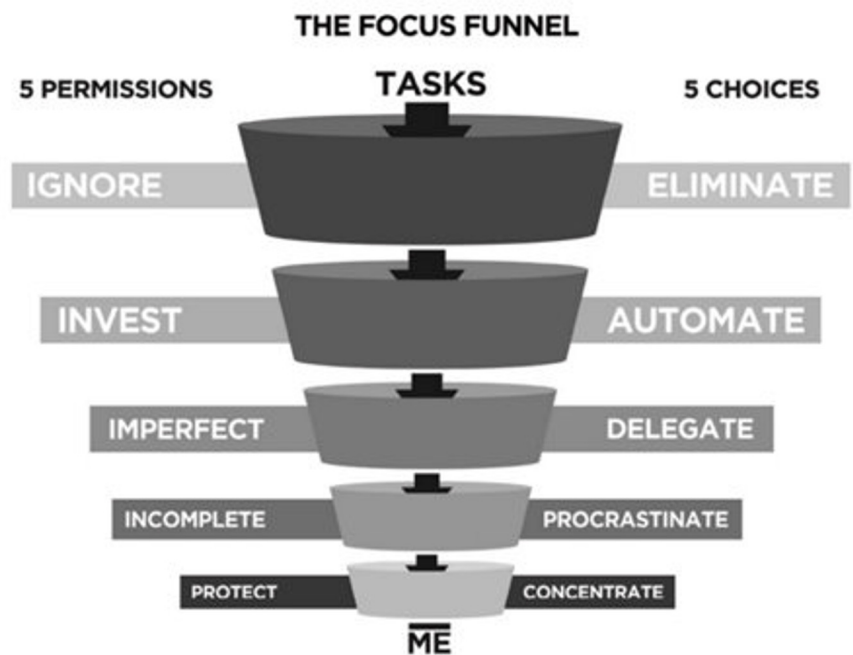 THE FOCUS FUNNEL
5 PERMISSIONS TASKS 5 CHOICES
IGNORE ELIMINATE
INVEST AUTOMATE
IMPERFECT DELEGATE
INCOMPLETE PROCRASTINATE
PROTECT CONCENTRATE
ME